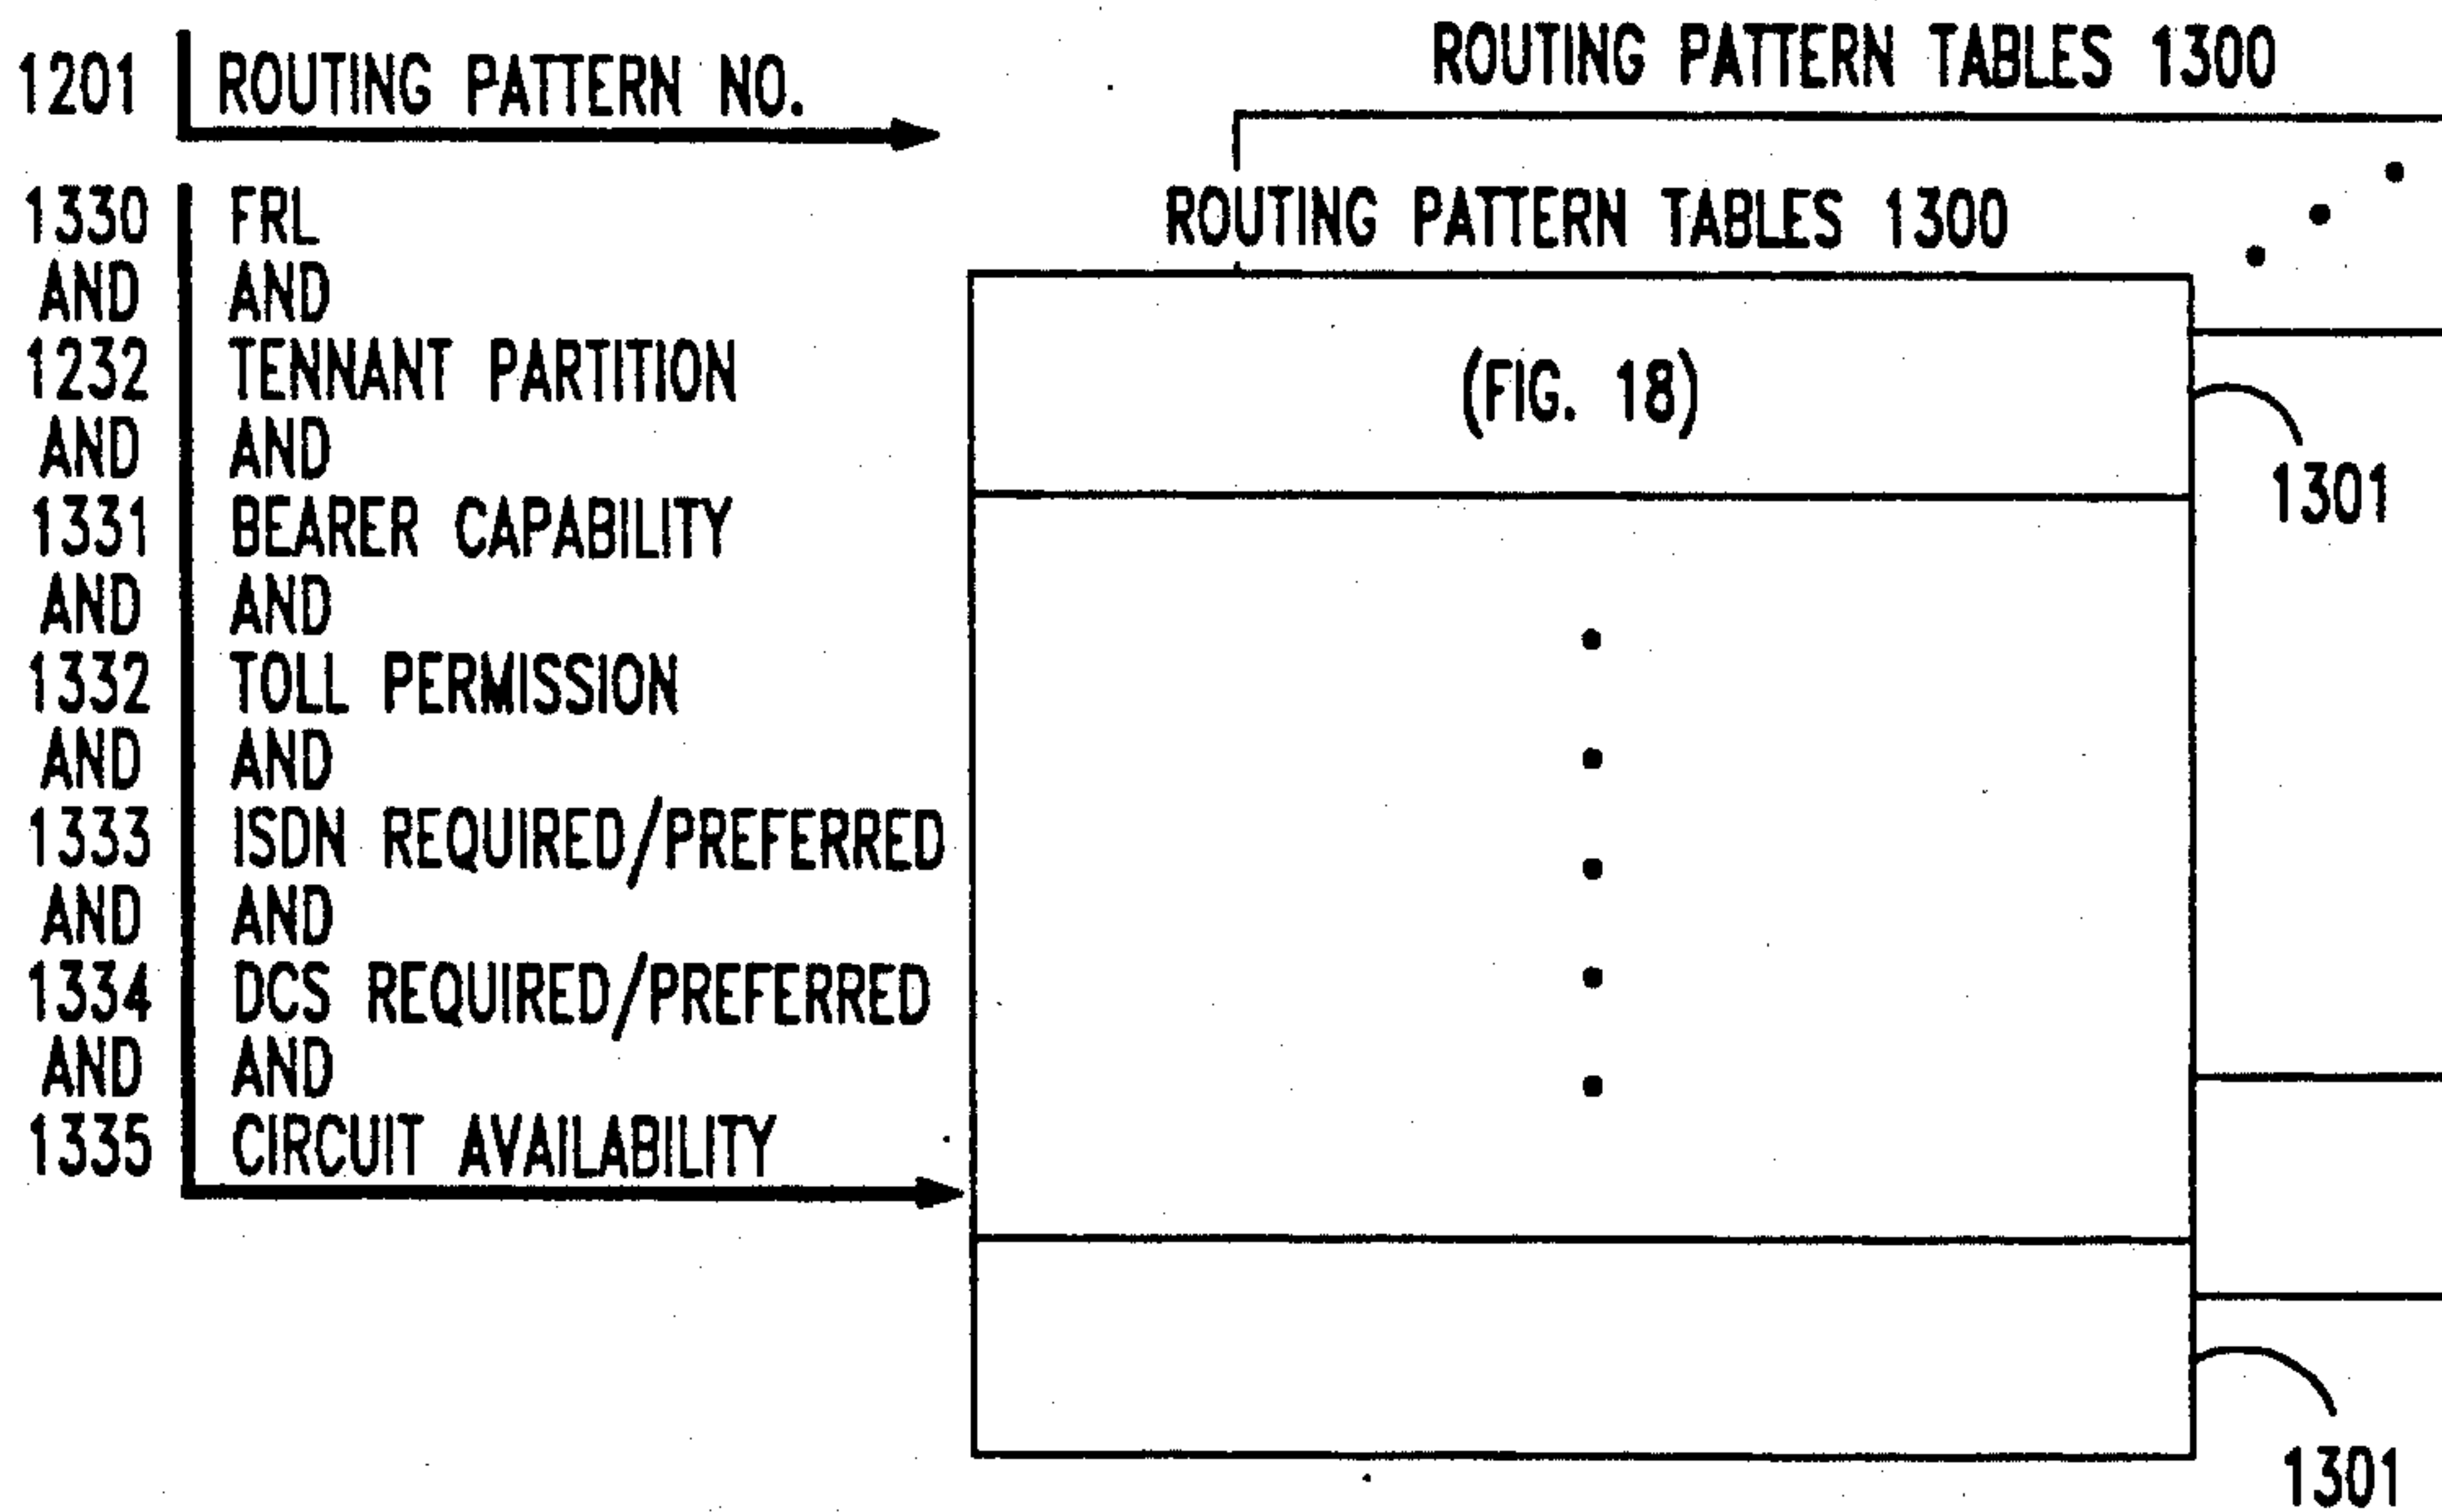 ROUTING PATTERN TABLES 1300
1201 ROUTING PATTERN NO.
ROUTING PATTERN TABLES 1300
1330 FRL
AND AND
1232 TENNANT PARTITION
(FIG. 18)
AND AND
1301
1331 BEARER CAPABILITY
AND AND
1332 TOLL PERMISSION
AND AND
1333 ISDN REQUIRED/PREFERRED
AND AND
1334 DCS REQUIRED/PREFERRED
AND AND
1335 CIRCUIT AVAILABILITY
1301